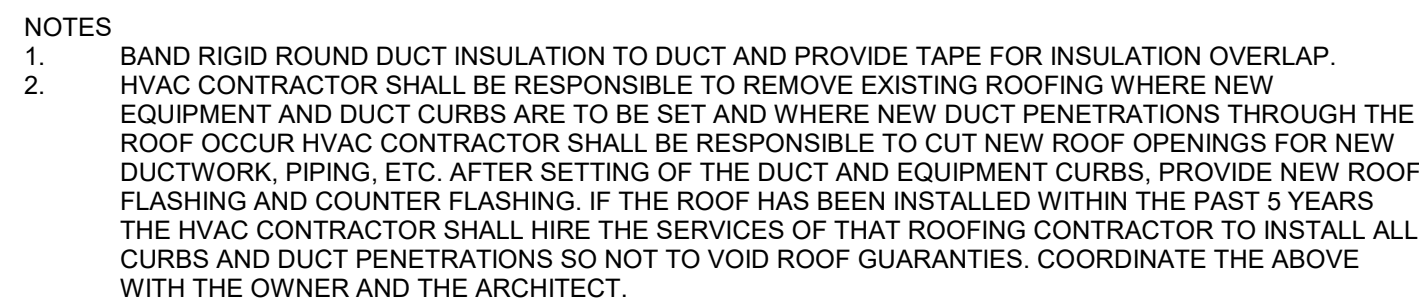 NOTES
1. BAND RIGID ROUND DUCT INSULATION TO DUCT AND PROVIDE TAPE FOR INSULATION OVERLAP.
2. HVAC CONTRACTOR SHALL BE RESPONSIBLE TO REMOVE EXISTING ROOFING WHERE NEW
EQUIPMENT AND DUCT CURBS ARE TO BE SET AND WHERE NEW DUCT PENETRATIONS THROUGH THE
ROOF OCCUR HVAC CONTRACTOR SHALL BE RESPONSIBLE TO CUT NEW ROOF OPENINGS FOR NEW
DUCTWORK, PIPING, ETC. AFTER SETTING OF THE DUCT AND EQUIPMENT CURBS, PROVIDE NEW ROOF
FLASHING AND COUNTER FLASHING. IF THE ROOF HAS BEEN INSTALLED WITHIN THE PAST 5 YEARS
THE HVAC CONTRACTOR SHALL HIRE THE SERVICES OF THAT ROOFING CONTRACTOR TO INSTALL ALL
CURBS AND DUCT PENETRATIONS SO NOT TO VOID ROOF GUARANTIES. COORDINATE THE ABOVE
WITH THE OWNER AND THE ARCHITECT.